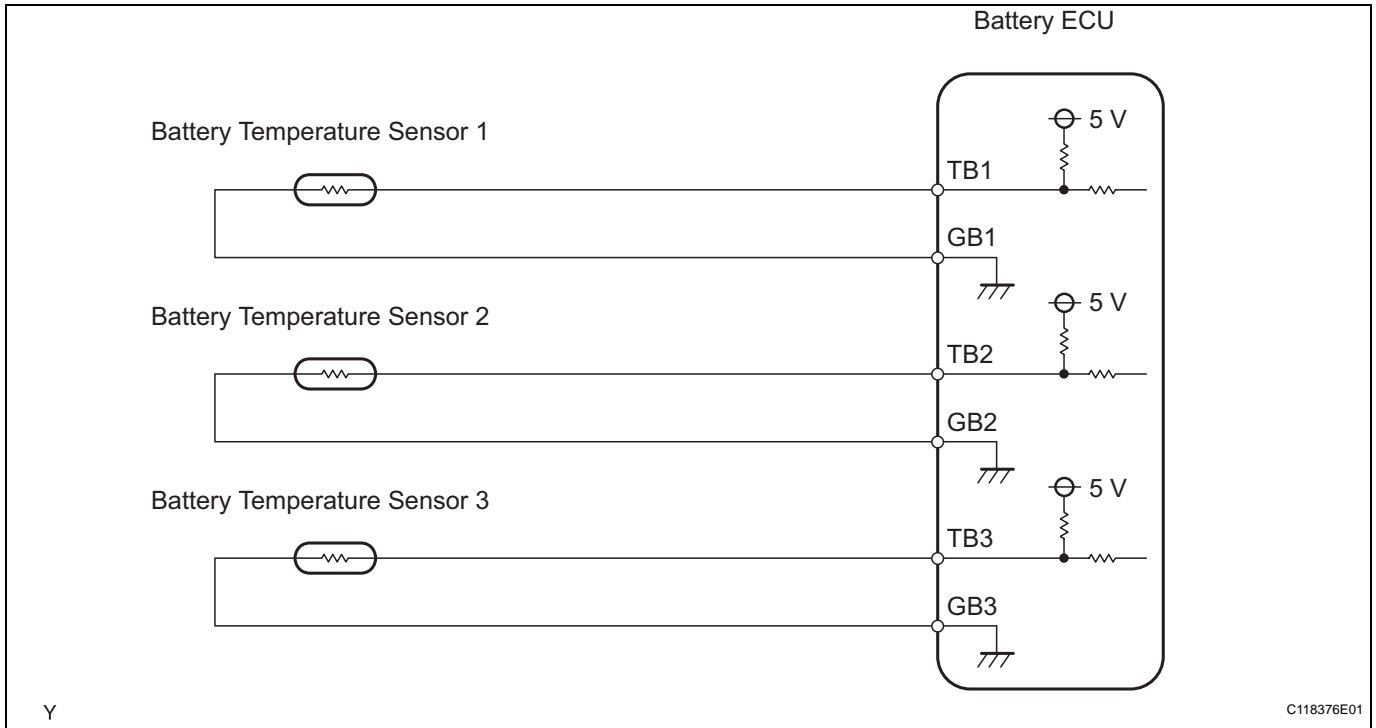 Battery ECU
5 V
Battery Temperature Sensor 1
TB1
GB1
5 V
Battery Temperature Sensor 2
TB2
GB2
5 V
Battery Temperature Sensor 3
TB3
GB3
Y
C118376E01